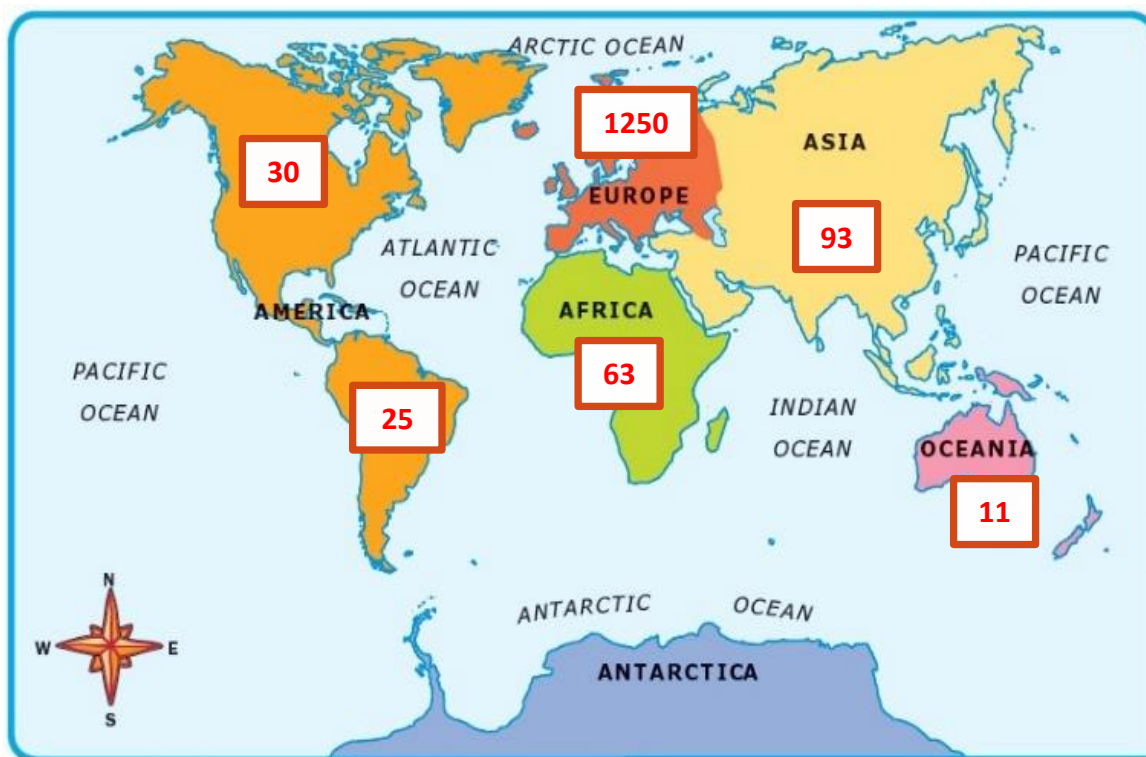 ARCTIC OCEAN
1250
ASIA
30
EUROPE
93
ATLANTIC
OCEAN
PACIFIC
OCEAN
AMERICA
AFRICA
63
PACIFIC
OCEAN
25
INDIAN
OCEAN
OCEANIA
11
ANTARCTIC OCEAN
ANTARCTICA
N
W E
S